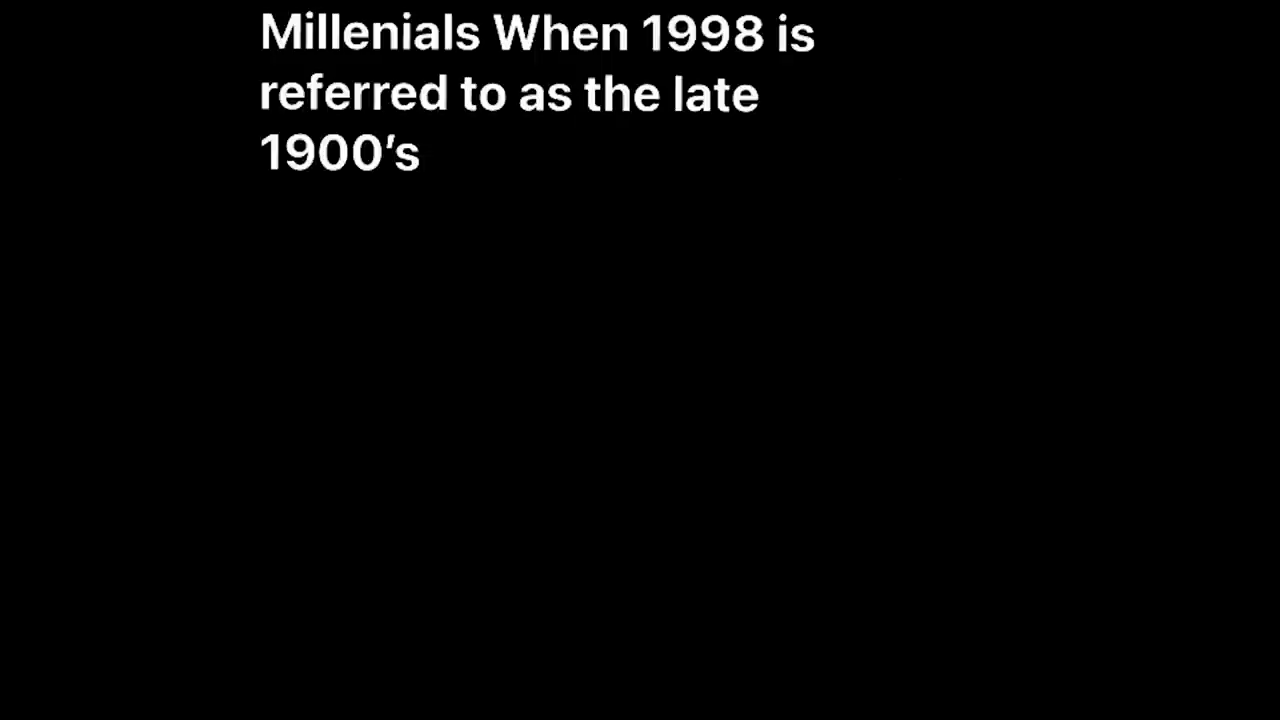 Millenials When 1998 is
referred to as the late
1900’s